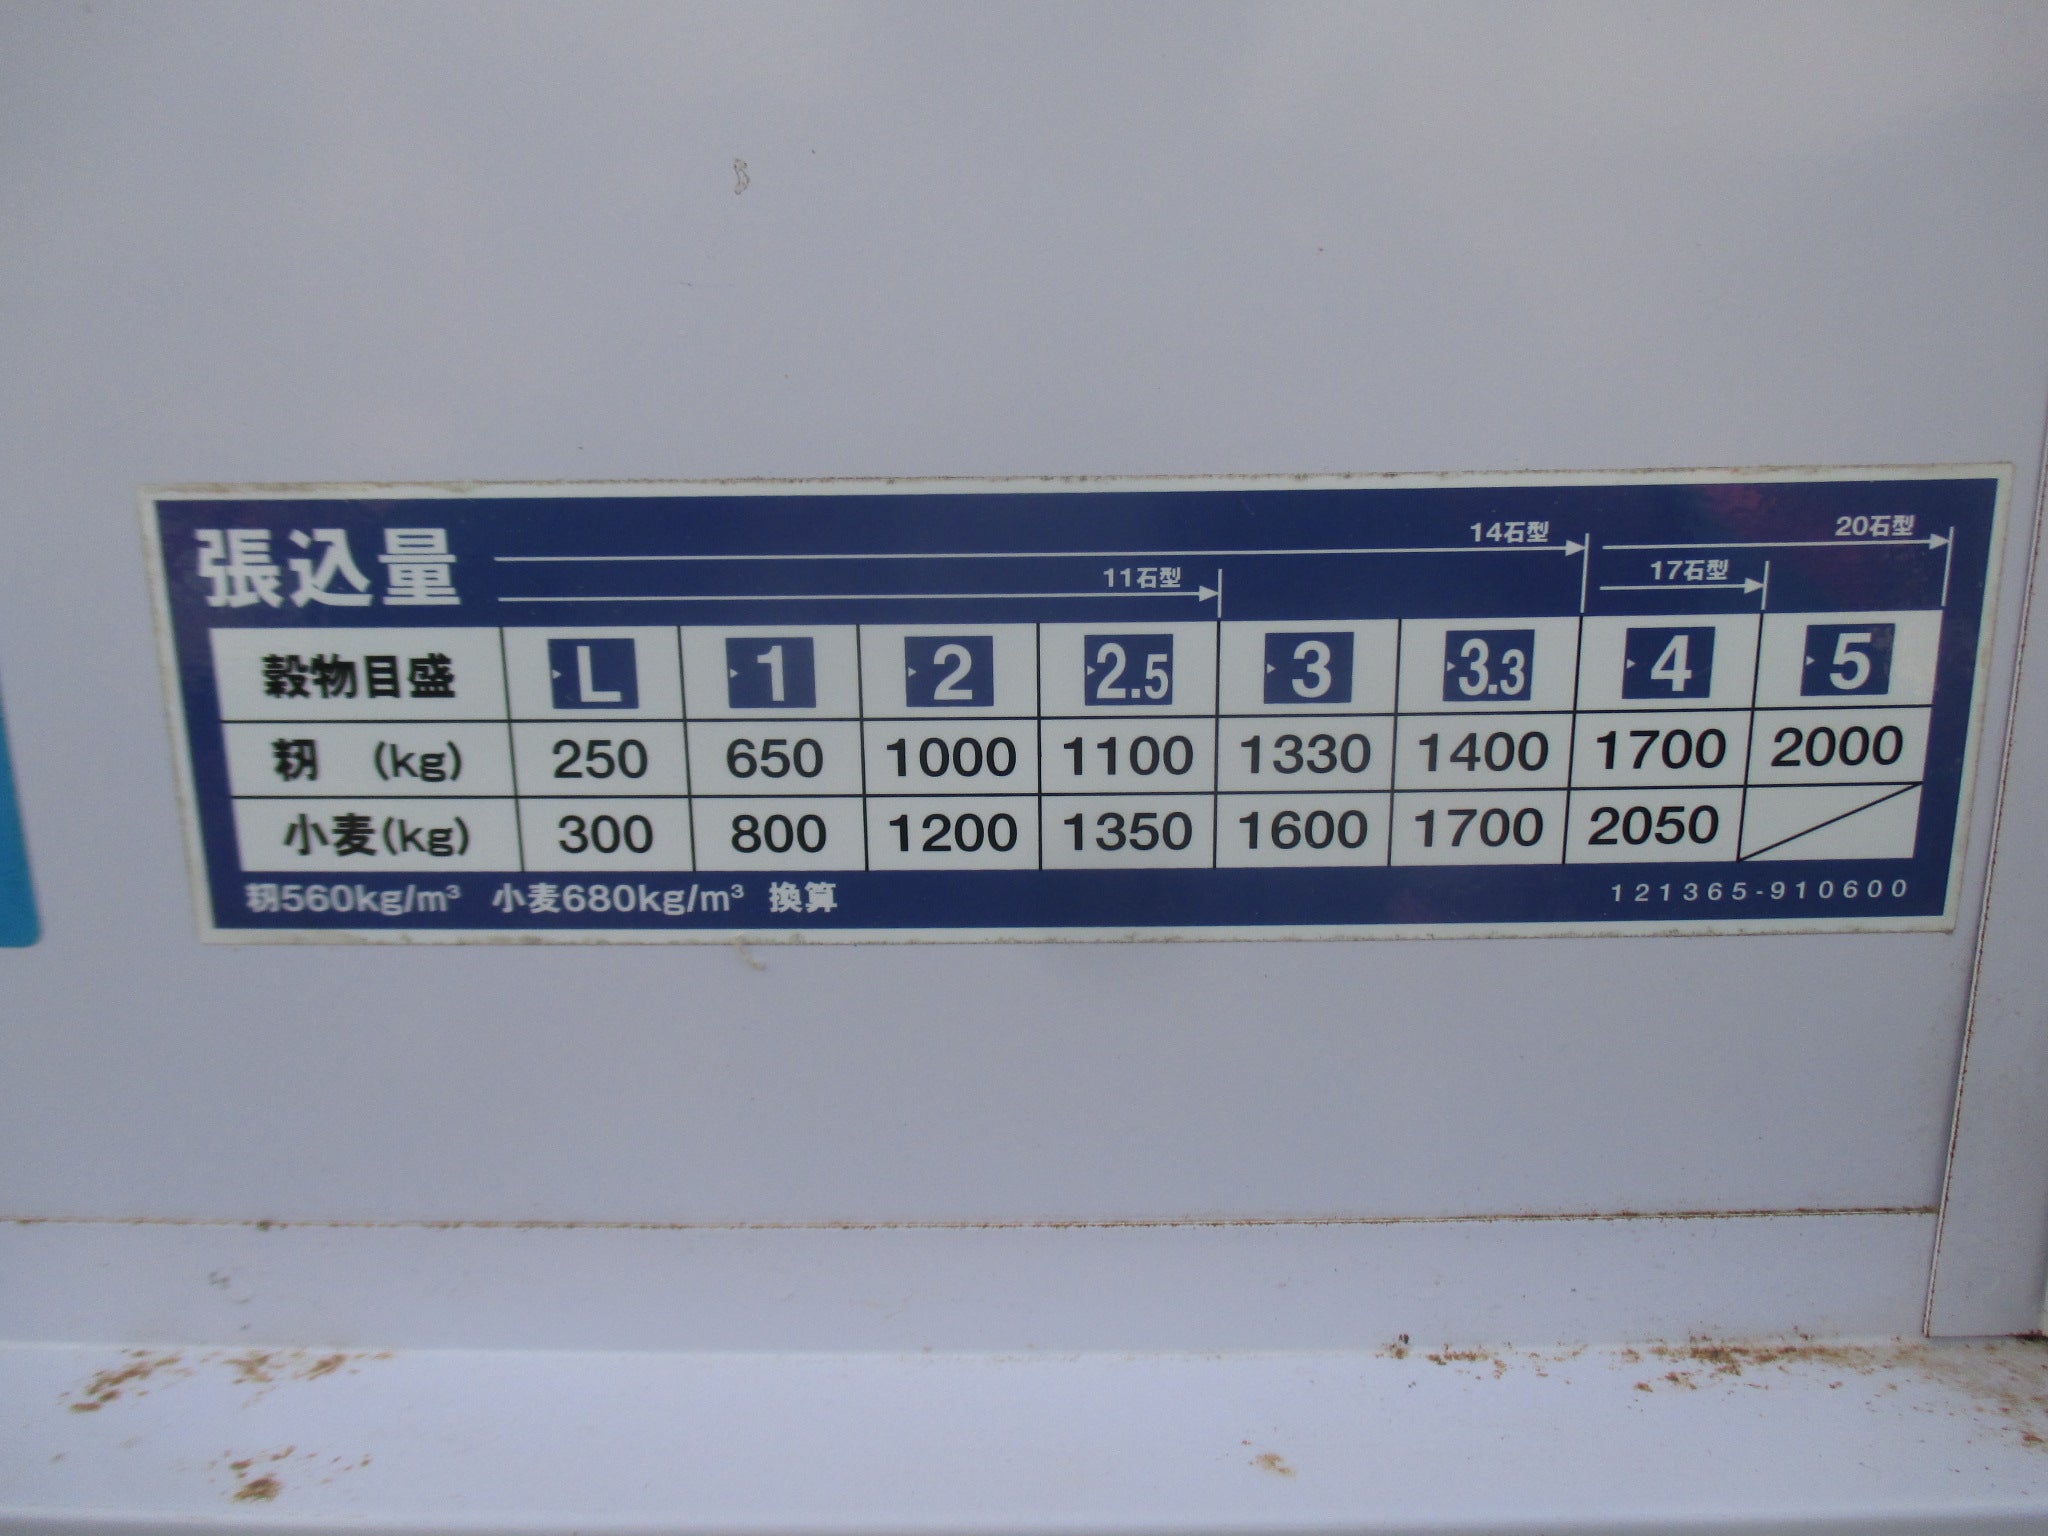 張込量
14石型
20石型
11石型
17石型
穀物目盛 L 1 2 2.5 3 3.3 4 5
籾 (kg) 250 650 1000 1100 1330 1400 1700 2000
小麦(kg) 300 800 1200 1350 1600 1700 2050
籾560kg/m³ 小麦680kg/m³ 換算
121365-910600